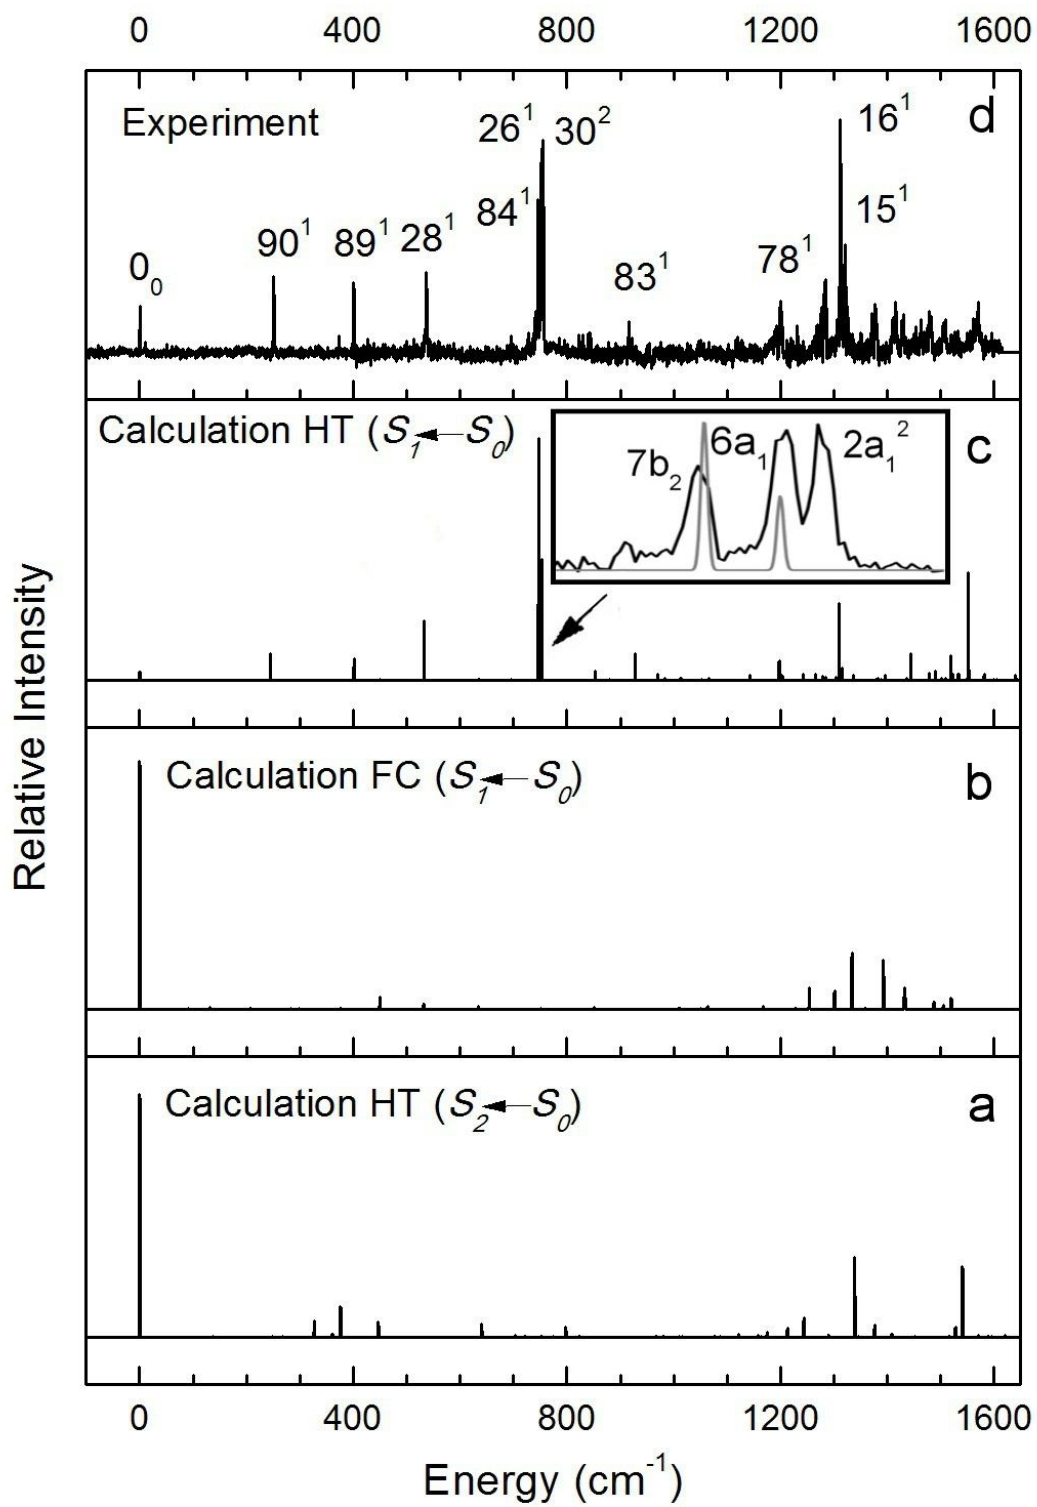 0 400 800 1200 1600
Experiment
d
0₀
90¹
89¹
28¹
84¹
26¹
30²
83¹
78¹
16¹
15¹
Calculation HT (S₁←S₀)
c
7b₂
6a₁
2a₁²
Calculation FC (S₁←S₀)
b
Calculation HT (S₂←S₀)
a
0 400 800 1200 1600
Energy (cm⁻¹)
Relative Intensity